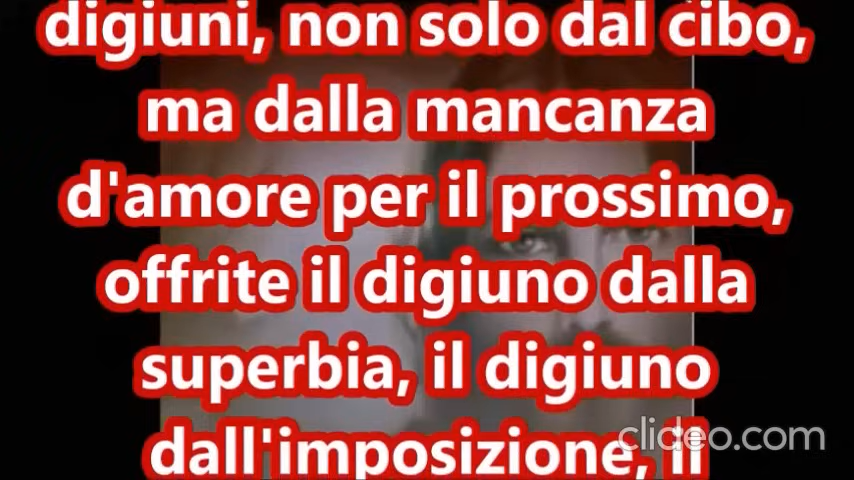 digiuni, non solo dal cibo,
ma dalla mancanza
d'amore per il prossimo,
offrite il digiuno dalla
superbia, il digiuno
dall'imposizione, il
clideo.com